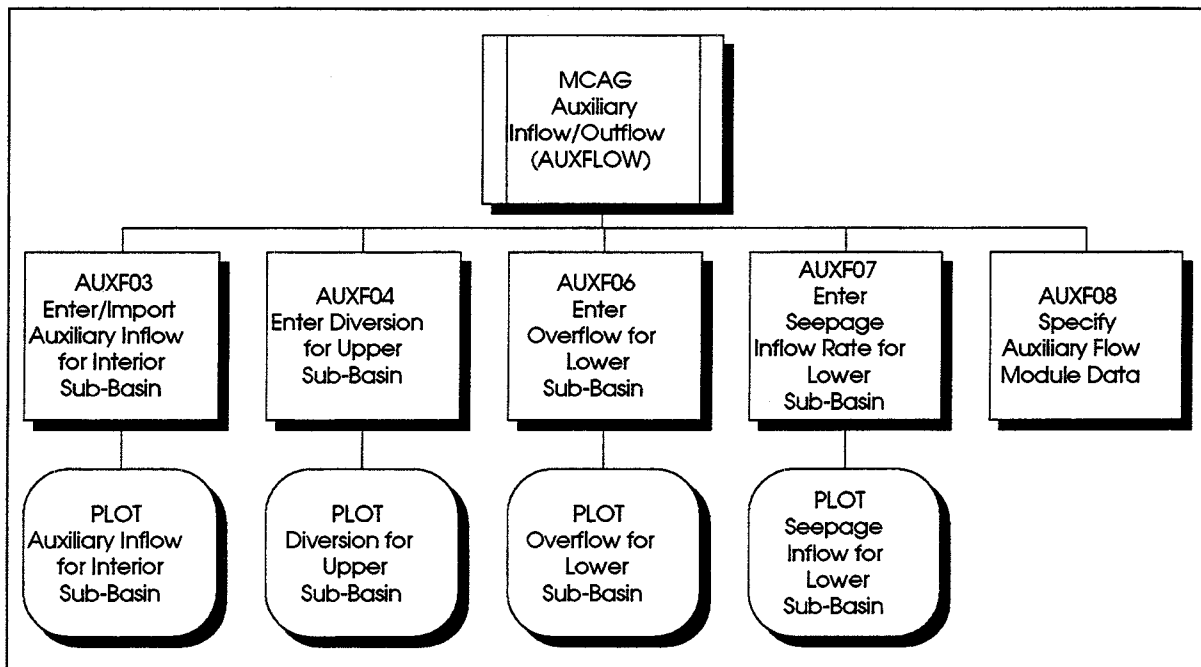 MCAG
Auxiliary
Inflow/Outflow
(AUXFLOW)
AUXF03
Enter/Import
Auxiliary Inflow
for Interior
Sub-Basin
AUXF04
Enter Diversion
for Upper
Sub-Basin
AUXF06
Enter
Overflow for
Lower
Sub-Basin
AUXF07
Enter
Seepage
Inflow Rate for
Lower
Sub-Basin
AUXF08
Specify
Auxiliary Flow
Module Data
PLOT
Auxiliary Inflow
for Interior
Sub-Basin
PLOT
Diversion for
Upper
Sub-Basin
PLOT
Overflow for
Lower
Sub-Basin
PLOT
Seepage
Inflow for
Lower
Sub-Basin